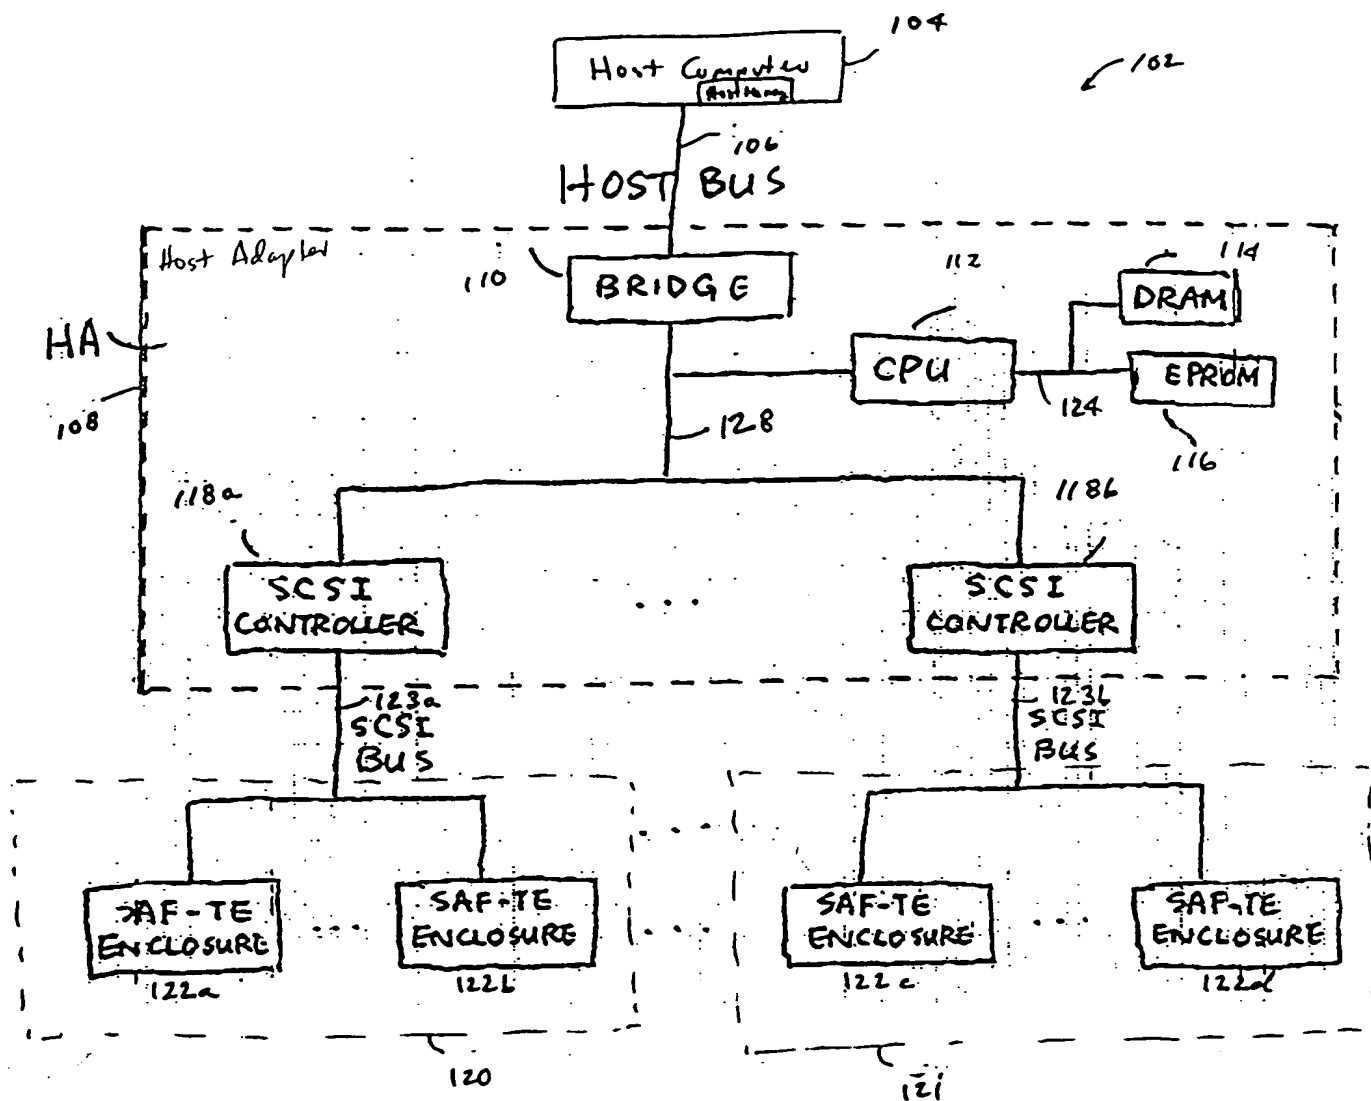 104
Host Computer
Host Memory
102
106
HOST BUS
Host Adapter
110
BRIDGE
112
114
DRAM
HA
CPU
EPROM
124
108
128
116
118a
118b
SCSI
CONTROLLER
...
SCSI
CONTROLLER
123a
SCSI
BUS
123b
SCSI
BUS
...
SAF-TE
ENCLOSURE
...
SAF-TE
ENCLOSURE
...
SAF-TE
ENCLOSURE
...
SAF-TE
ENCLOSURE
122a
122b
122c
122d
120
121